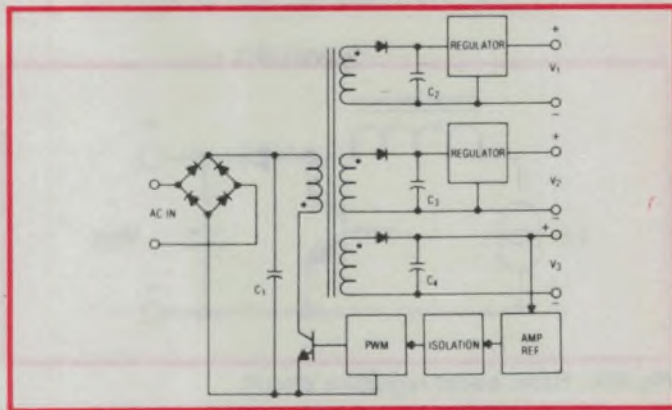 REGULATOR
+
V1
C2
−
REGULATOR
+
V2
C3
−
AC IN
+
V3
C1
C4
−
PWM
ISOLATION
AMP
REF